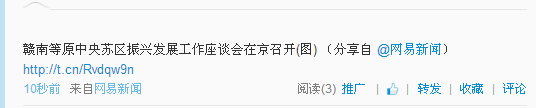 赣南等原中央苏区振兴发展工作座谈会在京召开(图) （分享自 @网易新闻）
http://t.cn/Rvdqw9n
10秒前 来自网易新闻 阅读(3) 推广 | | 转发 | 收藏 | 评论